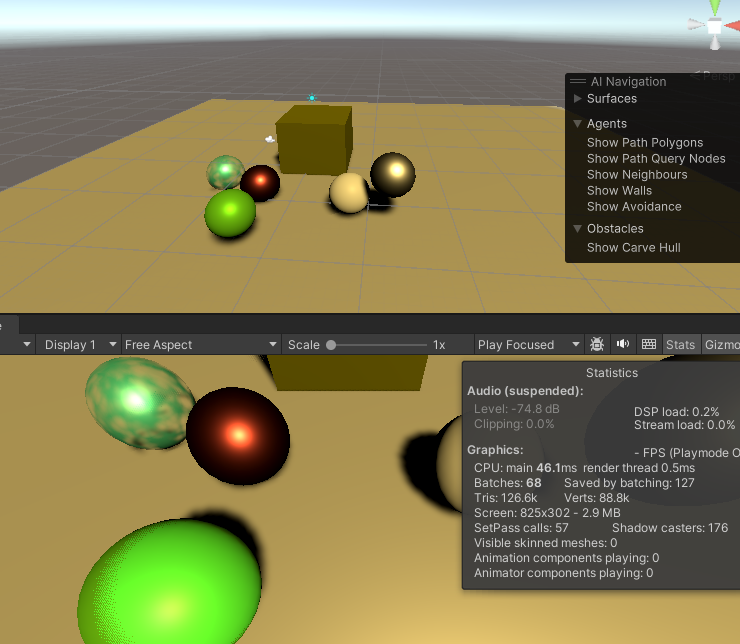 < Persp
AI Navigation
Surfaces
Agents
Show Path Polygons
Show Path Query Nodes
Show Neighbours
Show Walls
Show Avoidance
Obstacles
Show Carve Hull
e
Display 1 Free Aspect Scale 1x Play Focused Stats Gizmo
Statistics
Audio (suspended):
Level: -74.8 dB DSP load: 0.2%
Clipping: 0.0% Stream load: 0.0%
Graphics: - FPS (Playmode O
CPU: main 46.1ms render thread 0.5ms
Batches: 68 Saved by batching: 127
Tris: 126.6k Verts: 88.8k
Screen: 825x302 - 2.9 MB
SetPass calls: 57 Shadow casters: 176
Visible skinned meshes: 0
Animation components playing: 0
Animator components playing: 0